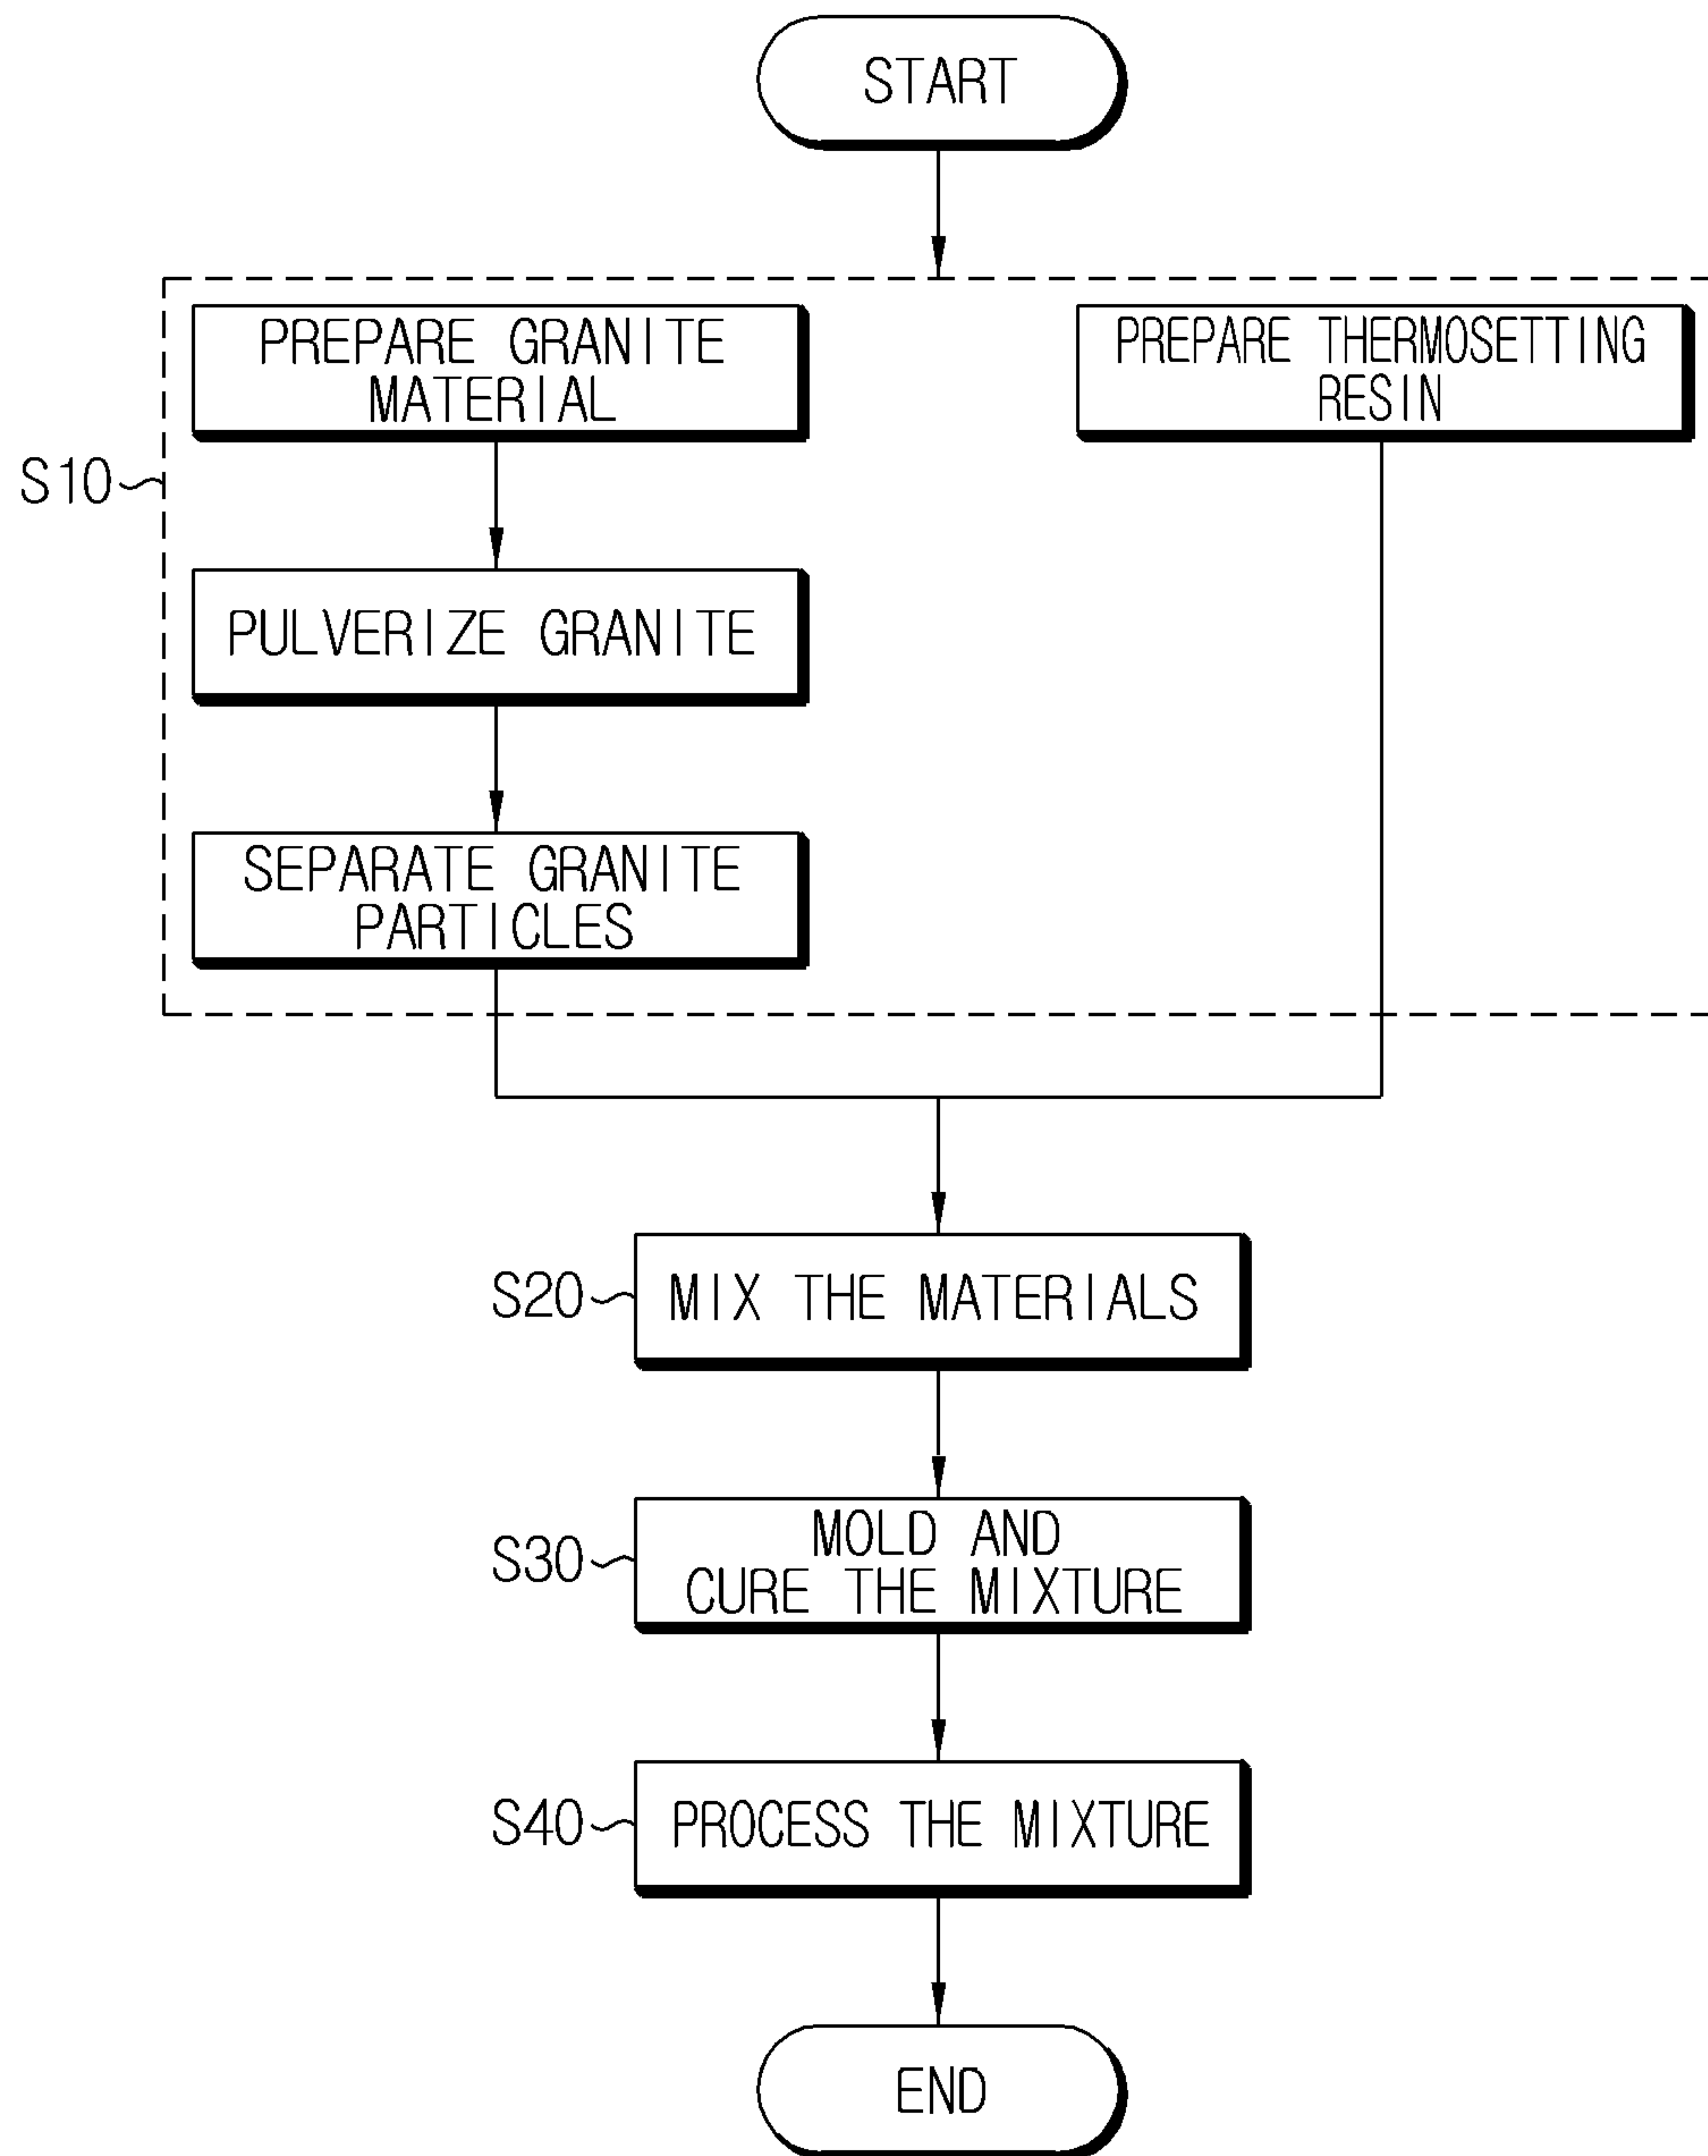 START
PREPARE GRANITE
MATERIAL
PREPARE THERMOSETTING
RESIN
S10
PULVERIZE GRANITE
SEPARATE GRANITE
PARTICLES
S20
MIX THE MATERIALS
S30
MOLD AND
CURE THE MIXTURE
S40
PROCESS THE MIXTURE
END